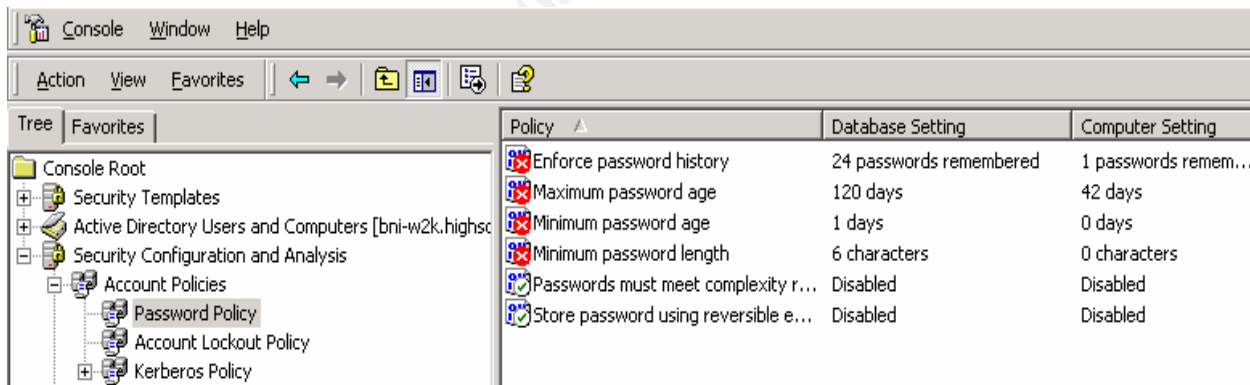 Console Window Help
Action View Favorites
Tree Favorites
Policy Database Setting Computer Setting
Console Root
Security Templates
Active Directory Users and Computers [bni-w2k.highsc
Security Configuration and Analysis
Account Policies
Password Policy
Account Lockout Policy
Kerberos Policy
Enforce password history 24 passwords remembered 1 passwords remem...
Maximum password age 120 days 42 days
Minimum password age 1 days 0 days
Minimum password length 6 characters 0 characters
Passwords must meet complexity r... Disabled Disabled
Store password using reversible e... Disabled Disabled